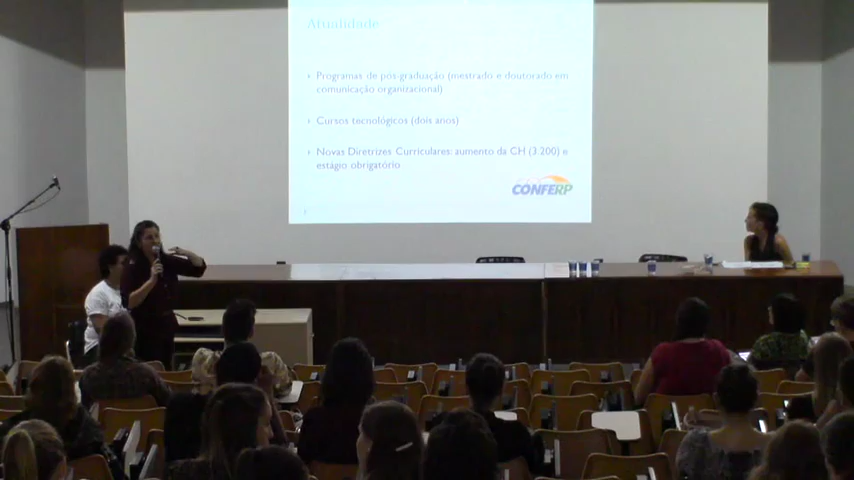 Atualidade
Programas de pós-graduação (mestrado e doutorado em
comunicação organizacional)
Cursos tecnológicos (dois anos)
Novas Diretrizes Curriculares: aumento da CH (3.200) e
estágio obrigatório
CONFERP